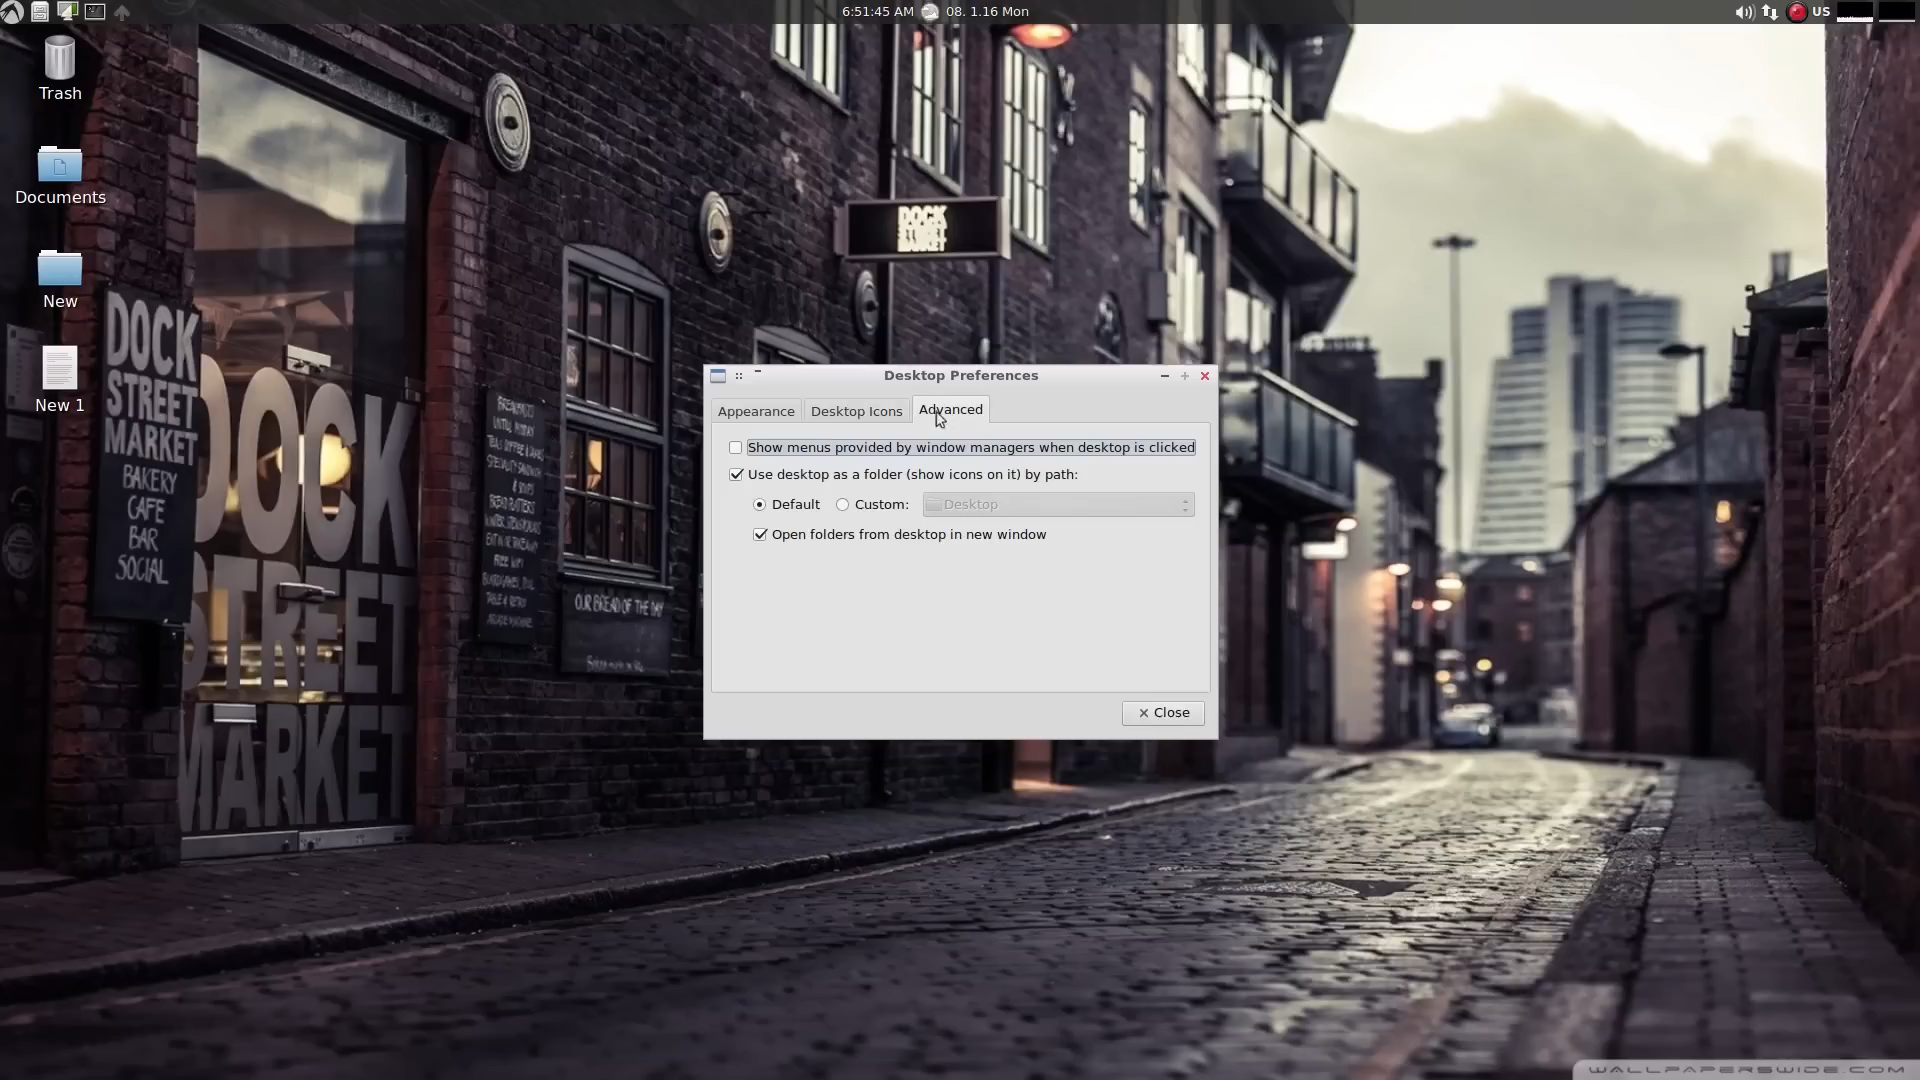 6:51:45 AM 08. 1.16 Mon
US
Trash
Documents
New
New 1
DOCK
STREET
MARKET
BAKERY
CAFE
BAR
SOCIAL
DOCK
STREET
MARKET
DOCK
STREET
MARKET
OUR BREAD OF THE DAY
Desktop Preferences
Appearance
Desktop Icons
Advanced
Show menus provided by window managers when desktop is clicked
Use desktop as a folder (show icons on it) by path:
Default
Custom:
Desktop
Open folders from desktop in new window
Close
WALLPAPERSWIDE.COM